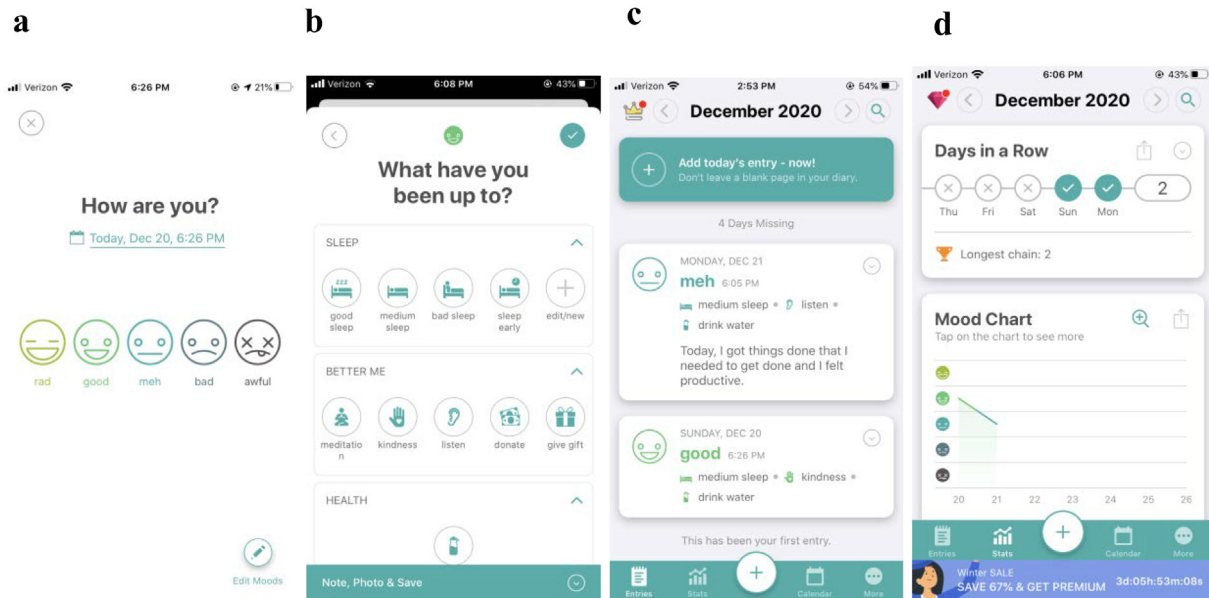 a
Verizon 6:26 PM 21%
How are you?
Today, Dec 20, 6:26 PM
rad good meh bad awful
Edit Moods
b
Verizon 6:08 PM 43%
What have you
been up to?
SLEEP
zzz
good
sleep
medium
sleep
bad sleep
sleep
early
edit/new
BETTER ME
meditatio
n
kindness
listen
donate
give gift
HEALTH
Note, Photo & Save
c
Verizon 2:53 PM 54%
December 2020
Add today's entry - now!
Don't leave a blank page in your diary.
4 Days Missing
MONDAY, DEC 21
meh 6:05 PM
medium sleep listen
drink water
Today, I got things done that I
needed to get done and I felt
productive.
SUNDAY, DEC 20
good 6:26 PM
medium sleep kindness
drink water
This has been your first entry.
Entries Stats Calendar More
d
Verizon 6:06 PM 43%
December 2020
Days in a Row
2
Thu Fri Sat Sun Mon
Longest chain: 2
Mood Chart
Tap on the chart to see more
20 21 22 23 24 25 26
Entries Stats Calendar More
Winter SALE
SAVE 67% & GET PREMIUM
3d:05h:53m:08s